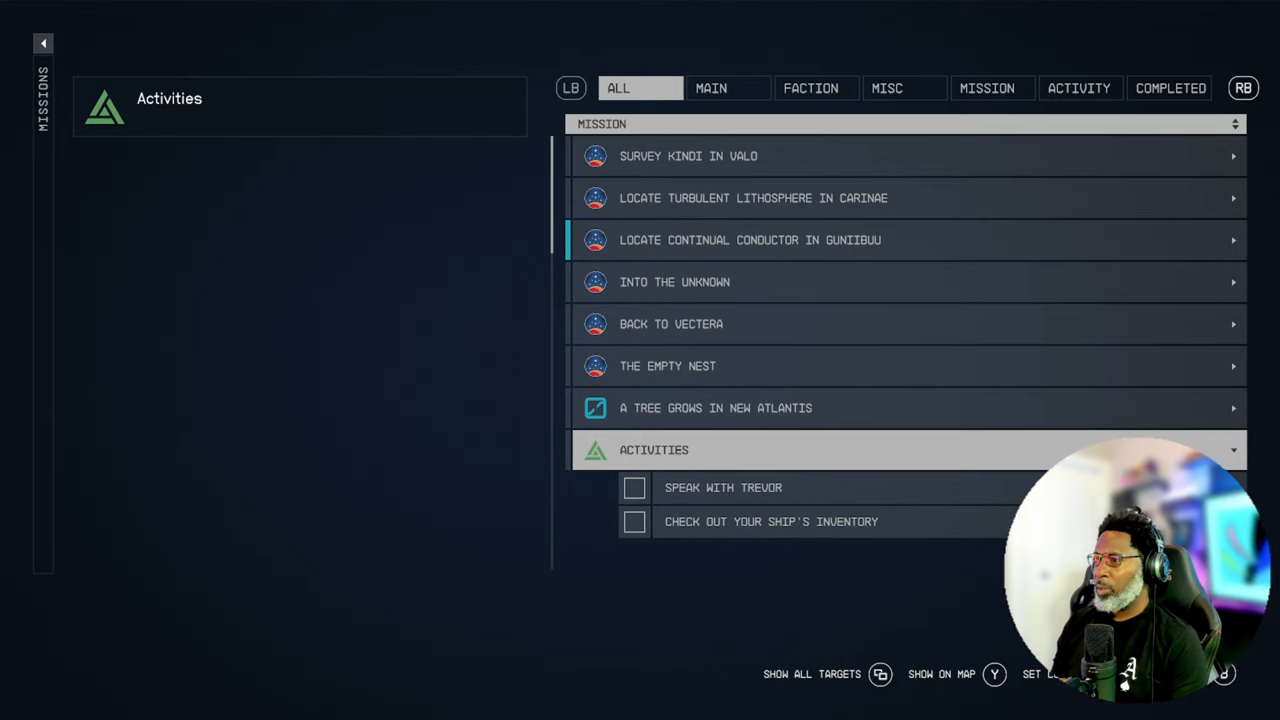 MISSIONS
Activities
LB
ALL
MAIN
FACTION
MISC
MISSION
ACTIVITY
COMPLETED
RB
MISSION
SURVEY KINDI IN VALO
LOCATE TURBULENT LITHOSPHERE IN CARINAE
LOCATE CONTINUAL CONDUCTOR IN GUNIIBUU
INTO THE UNKNOWN
BACK TO VECTERA
THE EMPTY NEST
A TREE GROWS IN NEW ATLANTIS
ACTIVITIES
SPEAK WITH TREVOR
CHECK OUT YOUR SHIP'S INVENTORY
SHOW ALL TARGETS
SHOW ON MAP Y
SET
B
A